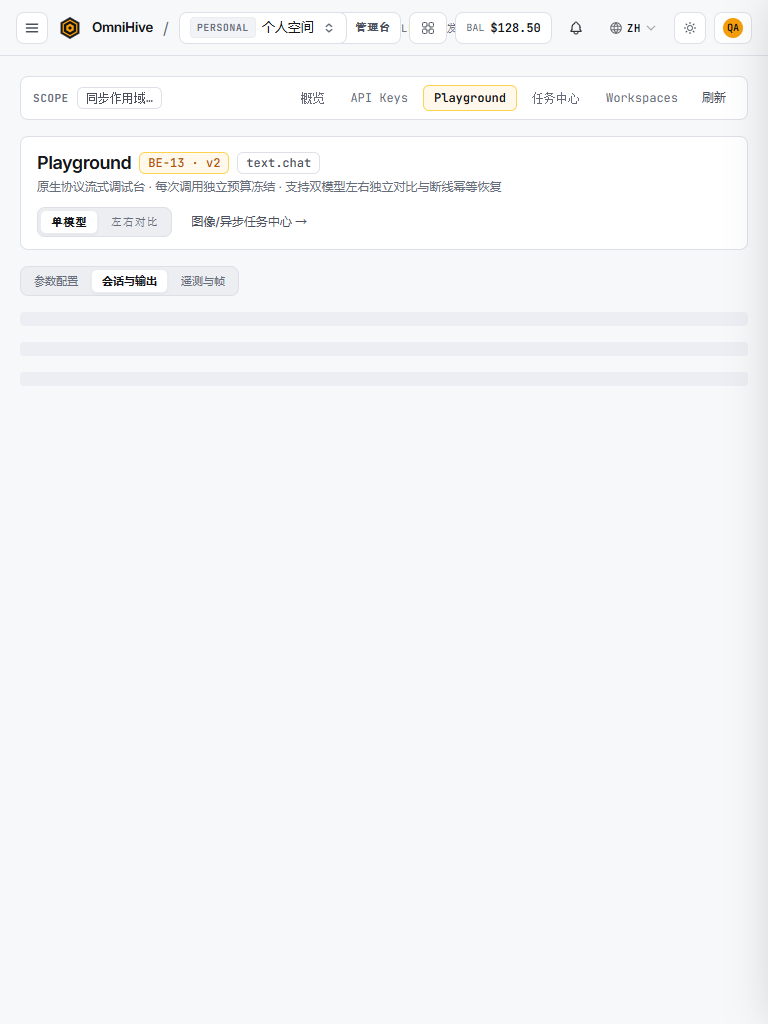 OmniHive / PERSONAL 个人空间 管理台 L 发 BAL $128.50 ZH QA
SCOPE 同步作用域… 概览 API Keys Playground 任务中心 Workspaces 刷新
Playground BE-13 · v2 text.chat
原生协议流式调试台 · 每次调用独立预算冻结 · 支持双模型左右独立对比与断线幂等恢复
单模型 左右对比 图像/异步任务中心 →
参数配置 会话与输出 遥测与帧